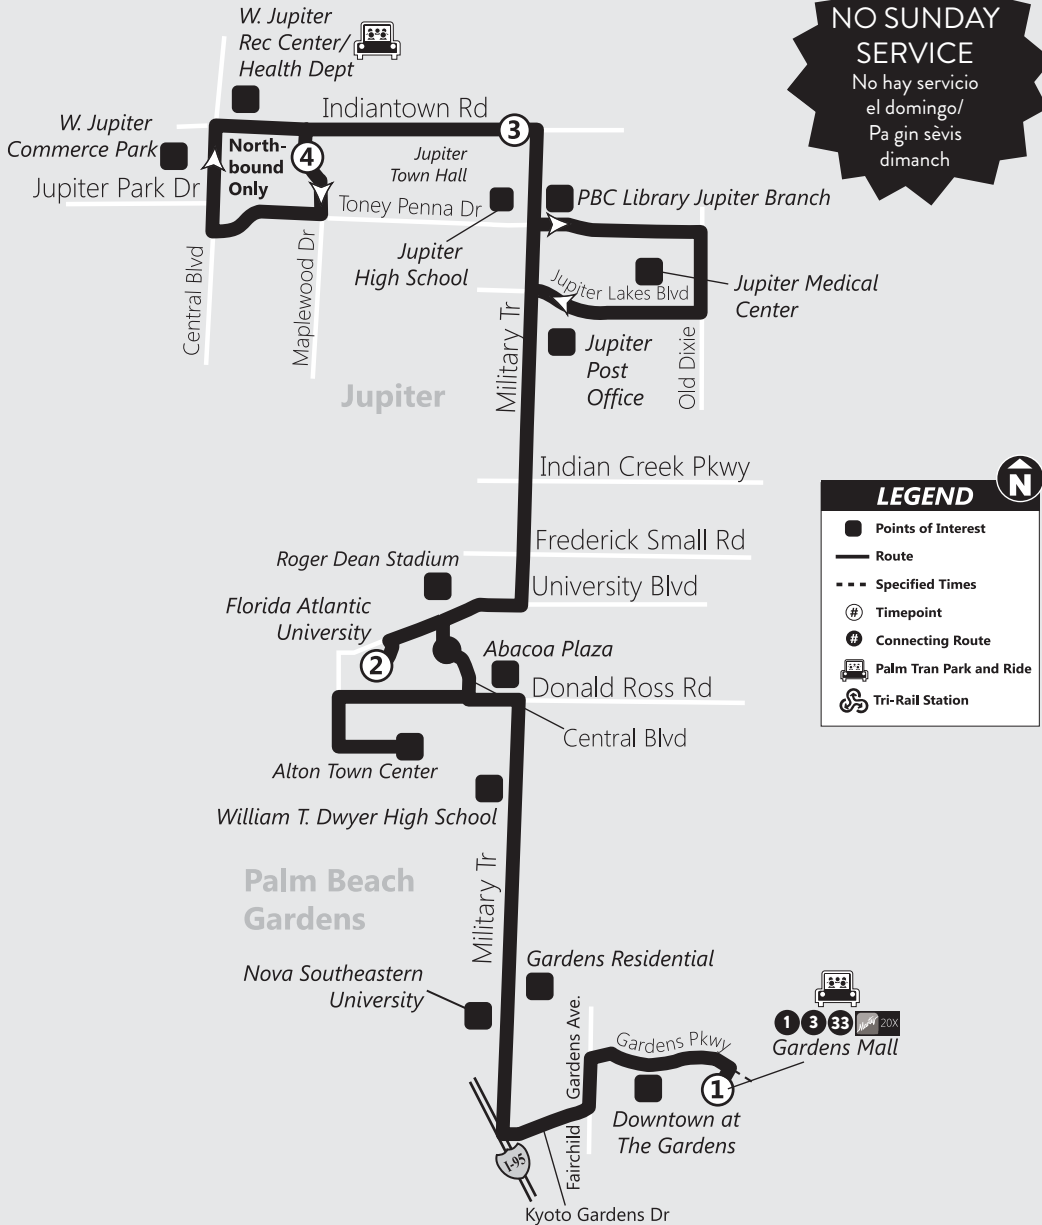 W. Jupiter
Rec Center/
Health Dept
NO SUNDAY
SERVICE
No hay servicio
el domingo/
Pa gin sèvis
dimanch
W. Jupiter
Commerce Park
Indiantown Rd
3
North-
bound
Only
4
Jupiter
Town Hall
Jupiter Park Dr
Toney Penna Dr
PBC Library Jupiter Branch
Jupiter
High School
Central Blvd
Maplewood Dr
Jupiter Lakes Blvd
Jupiter Medical
Center
Military Tr
Jupiter
Post
Office
Old Dixie
Jupiter
Indian Creek Pkwy
N
LEGEND
Points of Interest
Route
Specified Times
# Timepoint
# Connecting Route
Palm Tran Park and Ride
Tri-Rail Station
Frederick Small Rd
Roger Dean Stadium
University Blvd
Florida Atlantic
University
2
Abacoa Plaza
Donald Ross Rd
Central Blvd
Alton Town Center
William T. Dwyer High School
Palm Beach
Gardens
Military Tr
Nova Southeastern
University
Gardens Residential
Fairchild Gardens Ave.
Gardens Pkwy
1 3 33 20X
Gardens Mall
1
Downtown at
The Gardens
I-95
Kyoto Gardens Dr